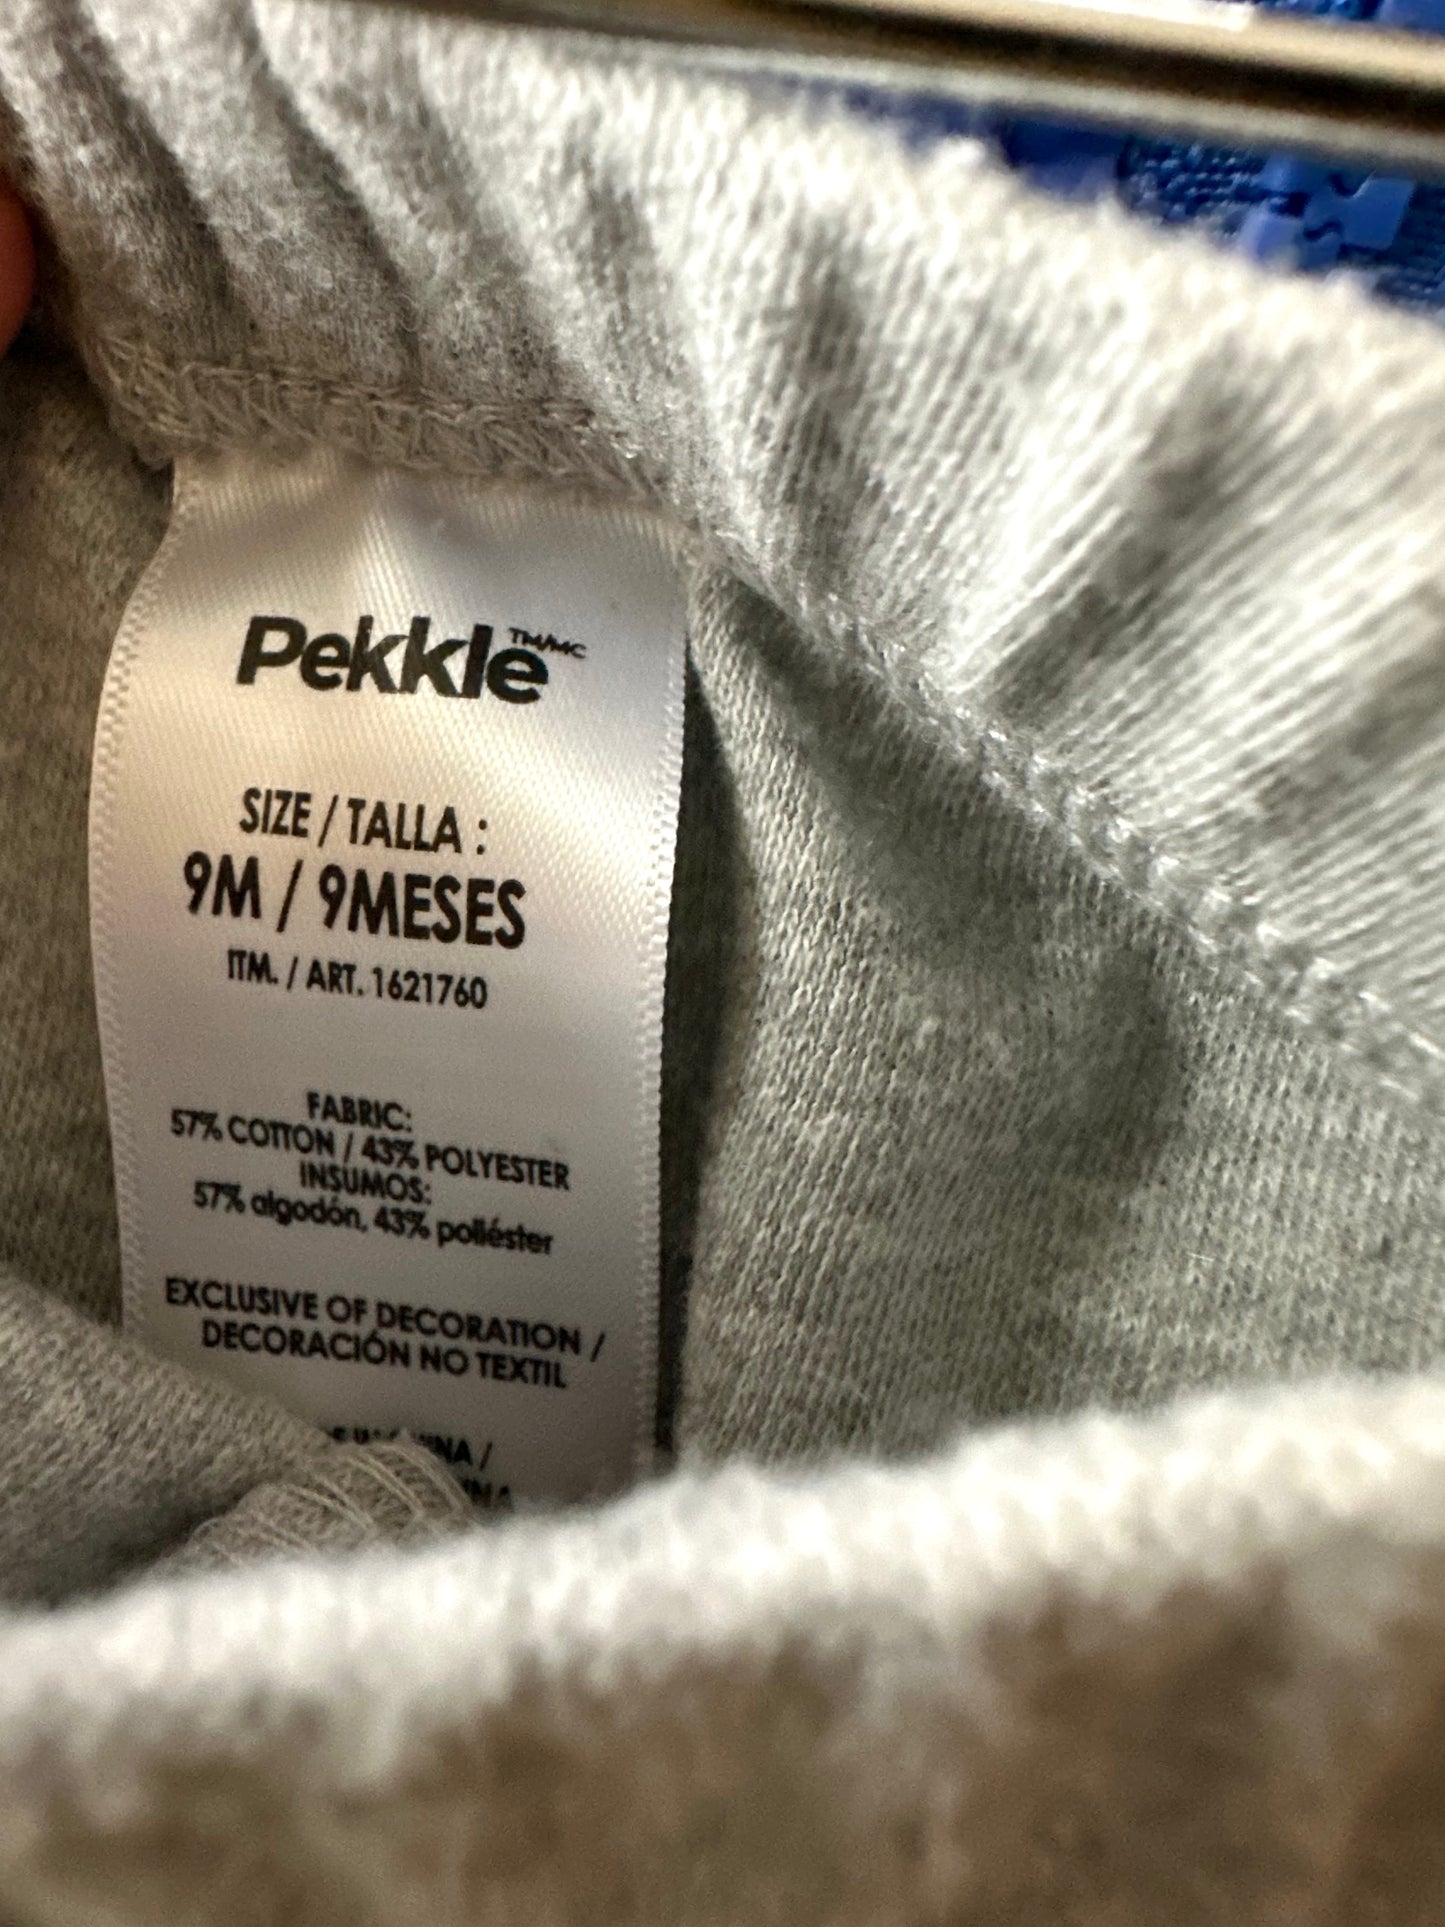 Pekkle TM/MC
SIZE / TALLA :
9M / 9MESES
ITM. / ART. 1621760
FABRIC:
57% COTTON / 43% POLYESTER
INSUMOS:
57% algodón, 43% poliéster
EXCLUSIVE OF DECORATION /
DECORACIÓN NO TEXTIL